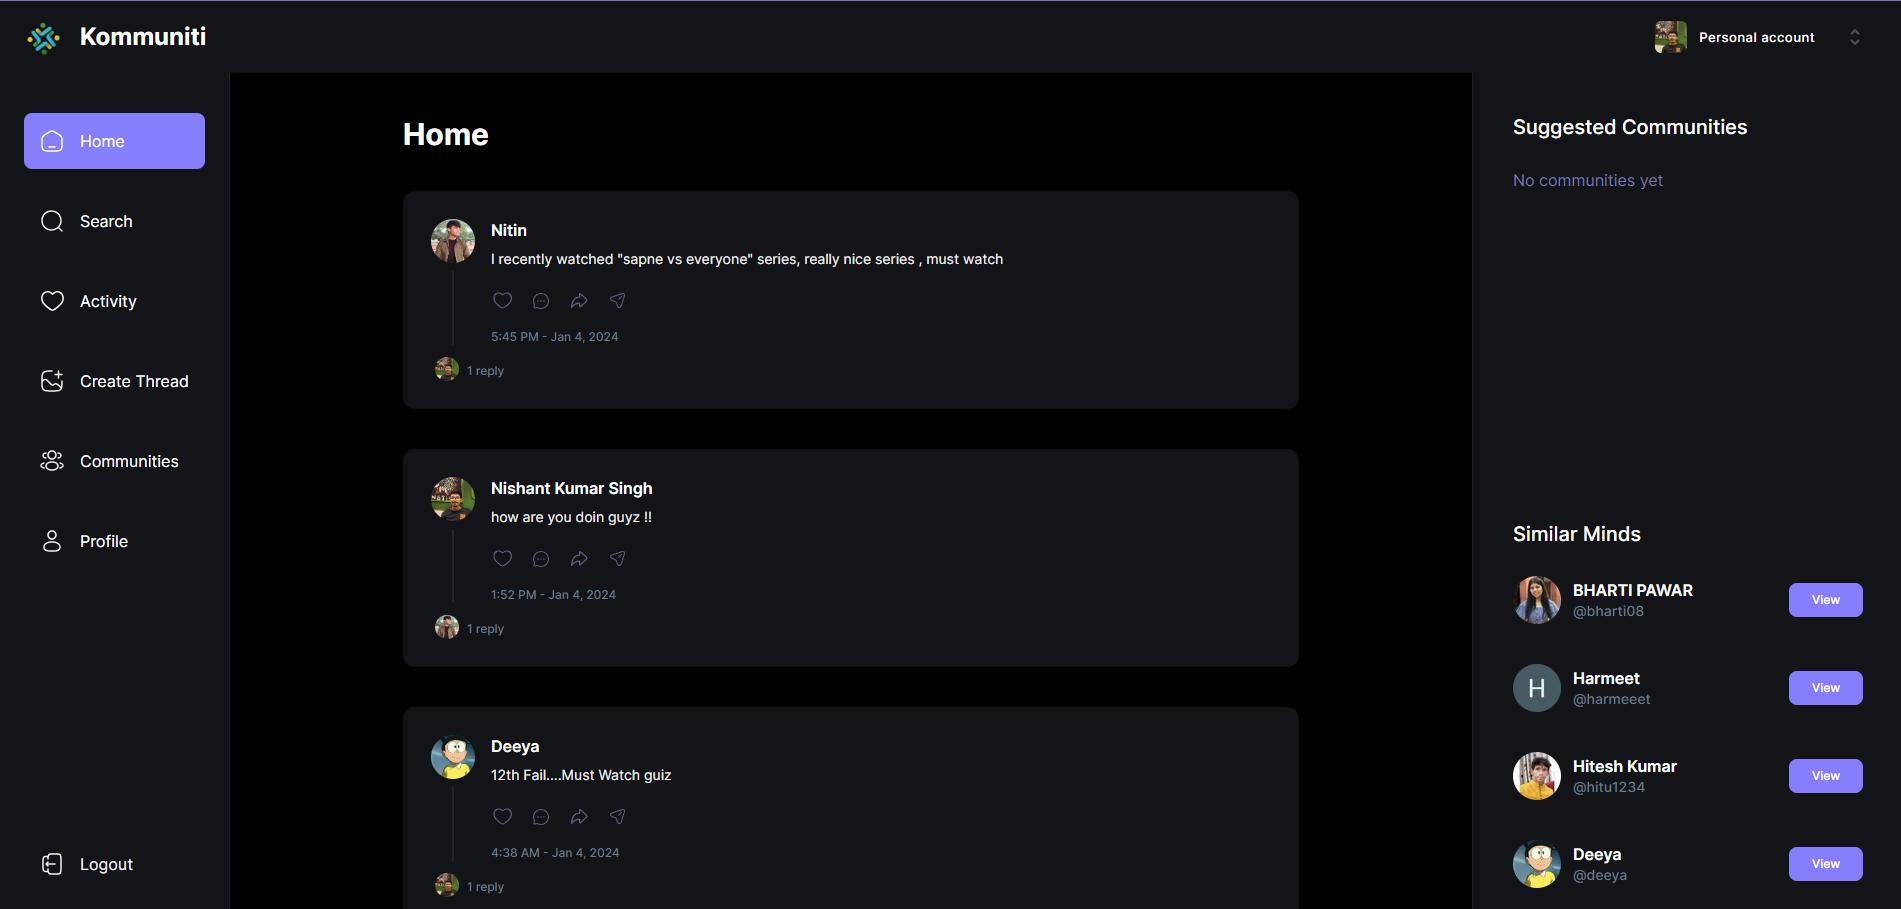 Kommuniti
Personal account
Home
Search
Activity
Create Thread
Communities
Profile
Logout
Home
Nitin
I recently watched "sapne vs everyone" series, really nice series , must watch
5:45 PM - Jan 4, 2024
1 reply
Nishant Kumar Singh
how are you doin guyz !!
1:52 PM - Jan 4, 2024
1 reply
Deeya
12th Fail....Must Watch guiz
4:38 AM - Jan 4, 2024
1 reply
Suggested Communities
No communities yet
Similar Minds
BHARTI PAWAR
@bharti08
View
H
Harmeet
@harmeeet
View
Hitesh Kumar
@hitu1234
View
Deeya
@deeya
View